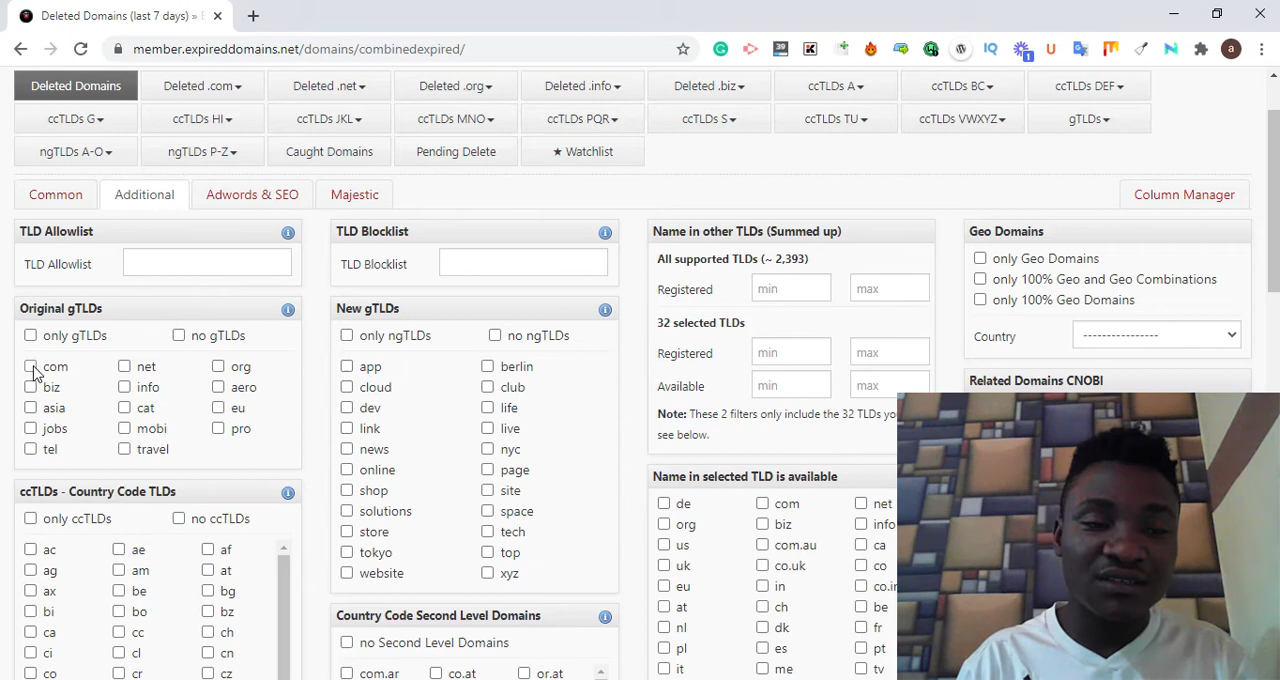 Deleted Domains (last 7 days) »
member.expireddomains.net/domains/combinedexpired/
39
IQ
U
1
a
Deleted Domains
Deleted .com
Deleted .net
Deleted .org
Deleted .info
Deleted .biz
ccTLDs A
ccTLDs BC
ccTLDs DEF
ccTLDs G
ccTLDs HI
ccTLDs JKL
ccTLDs MNO
ccTLDs PQR
ccTLDs S
ccTLDs TU
ccTLDs VWXYZ
gTLDs
ngTLDs A-O
ngTLDs P-Z
Caught Domains
Pending Delete
★ Watchlist
Common
Additional
Adwords & SEO
Majestic
Column Manager
TLD Allowlist
TLD Allowlist
Original gTLDs
only gTLDs no gTLDs
com net org
biz info aero
asia cat eu
jobs mobi pro
tel travel
ccTLDs - Country Code TLDs
only ccTLDs no ccTLDs
ac ae af
ag am at
ax be bg
bi bo bz
ca cc ch
ci cl cn
co cr cz
TLD Blocklist
TLD Blocklist
New gTLDs
only ngTLDs no ngTLDs
app berlin
cloud club
dev life
link live
news nyc
online page
shop site
solutions space
store tech
tokyo top
website xyz
Country Code Second Level Domains
no Second Level Domains
com.ar co.at or.at
Name in other TLDs (Summed up)
All supported TLDs (~ 2,393)
Registered min max
32 selected TLDs
Registered min max
Available min max
Note: These 2 filters only include the 32 TLDs
see below.
Name in selected TLD is available
de com net
org biz info
us com.au ca
uk co.uk co
eu in
at ch be
nl dk fr
pl es pt
it me tv
Geo Domains
only Geo Domains
only 100% Geo and Geo Combinations
only 100% Geo Domains
Country ----------------
Related Domains CNOBI